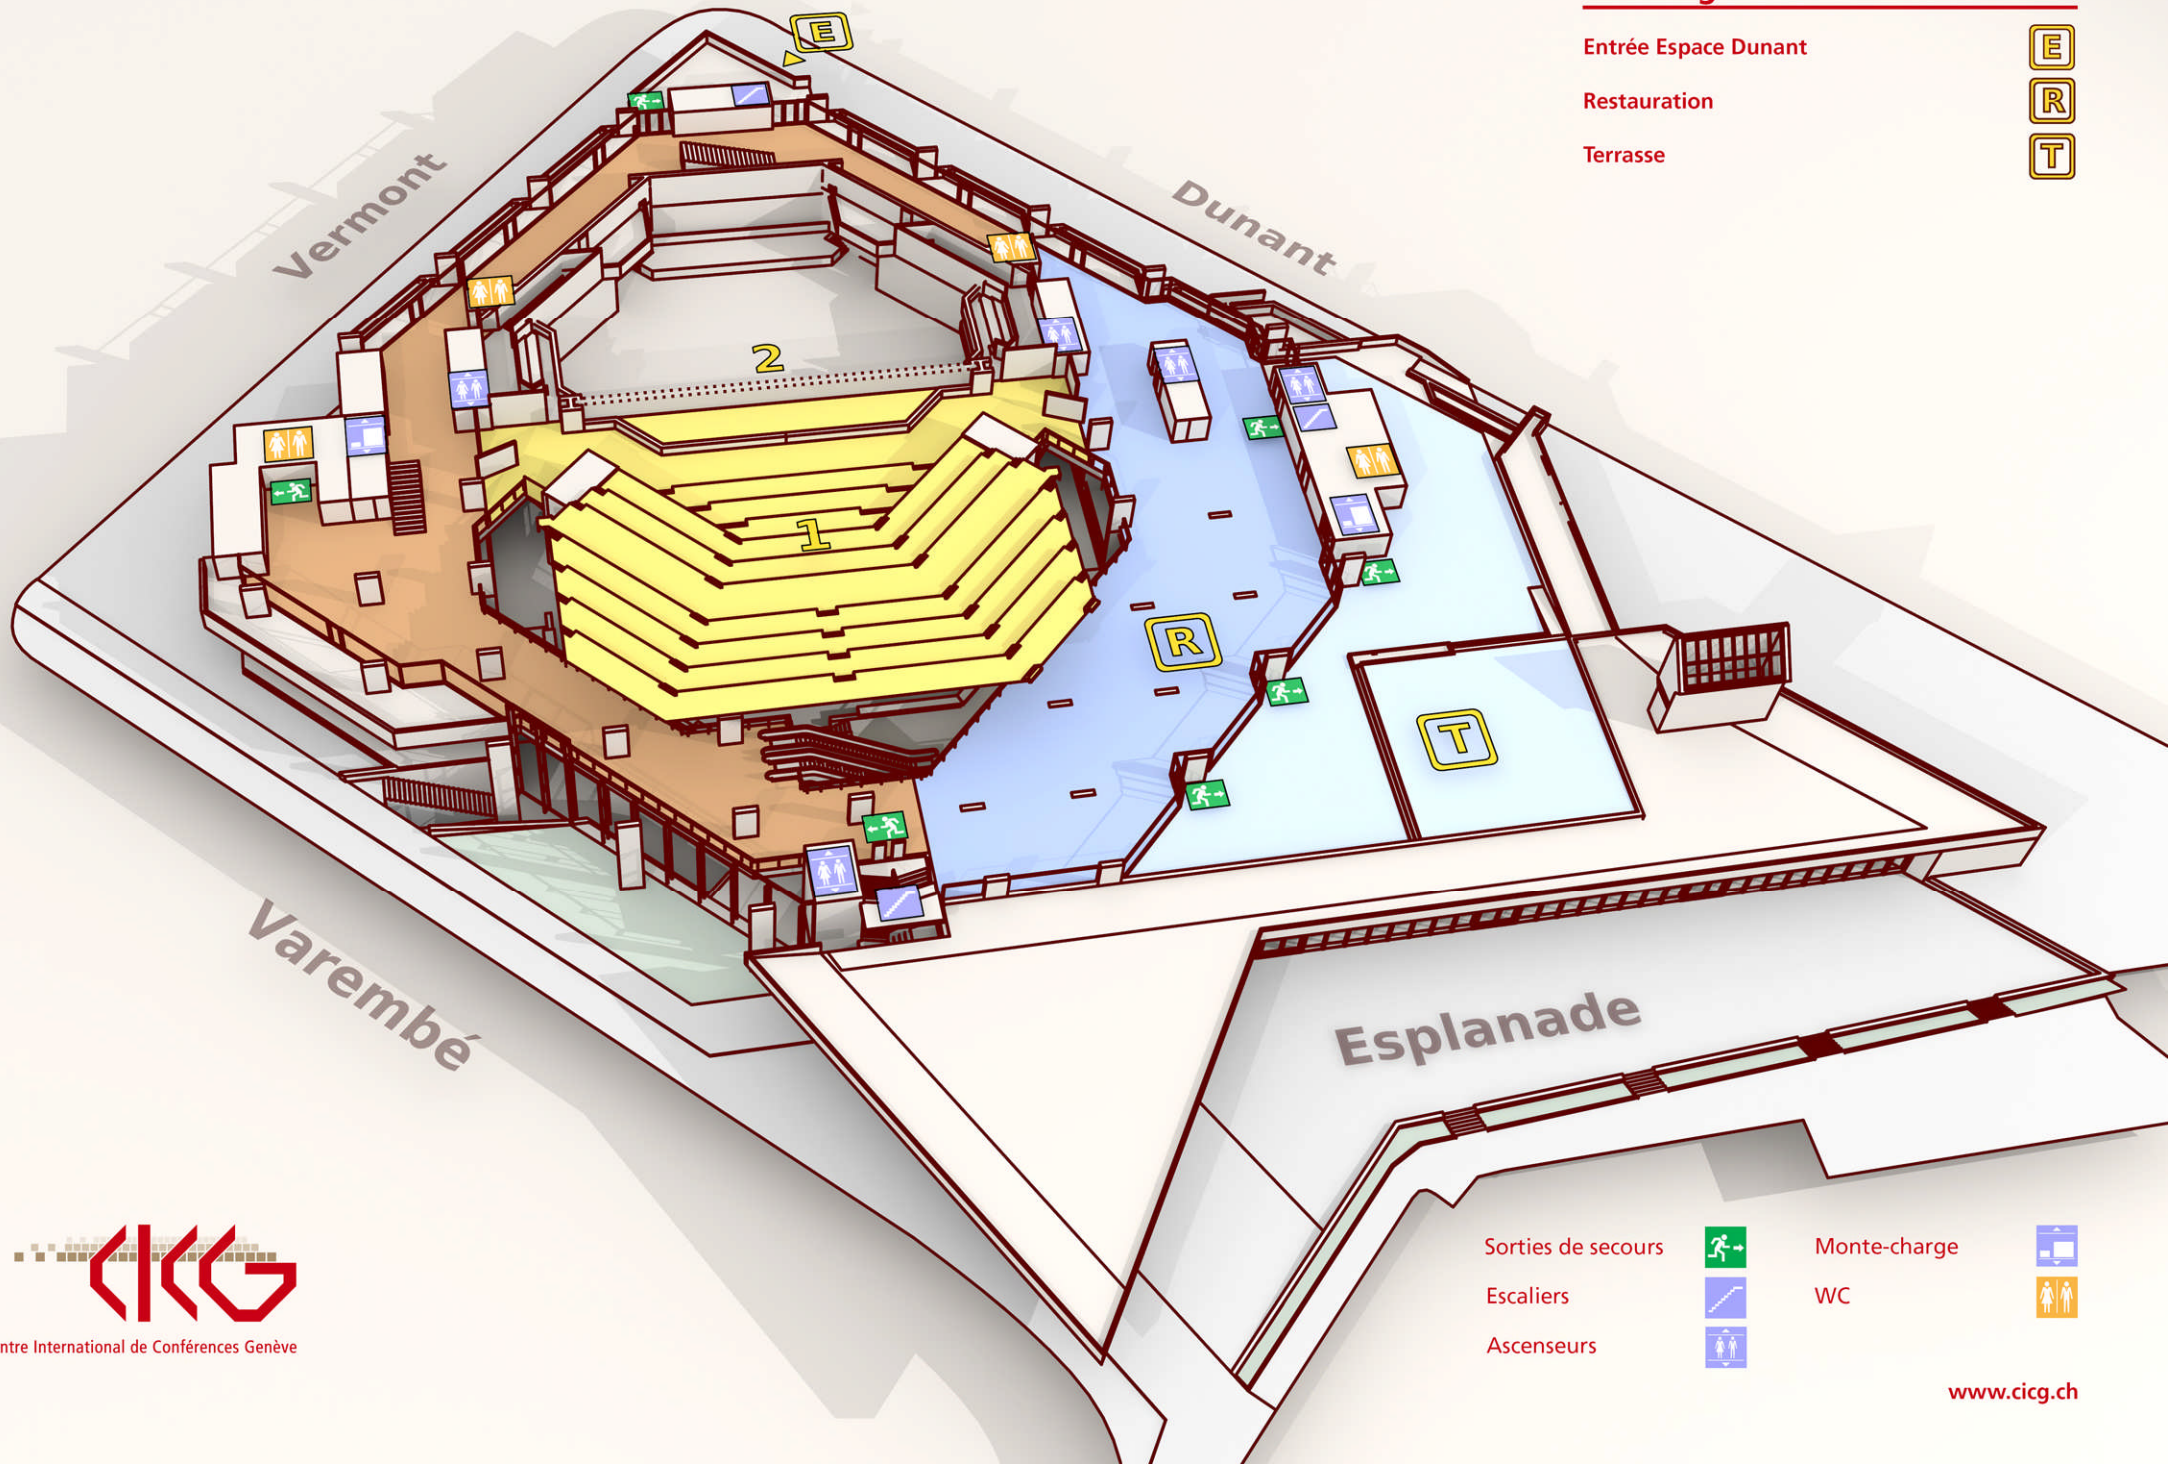 E
Entrée Espace Dunant E
Restauration R
Terrasse T
Vermont
Dunant
2
1
R
T
Varembé
Esplanade
CICG
ntre International de Conférences Genève
Sorties de secours
Monte-charge
Escaliers
WC
Ascenseurs
www.cicg.ch